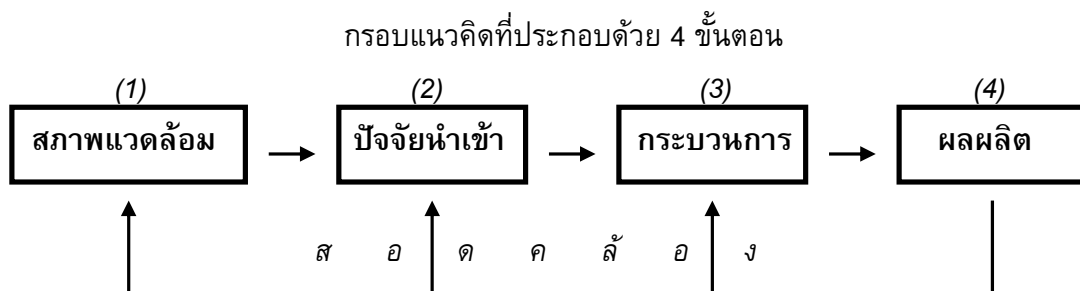 กรอบแนวคิดที่ประกอบด้วย 4 ขั้นตอน
(1) (2) (3) (4)
สภาพแวดล้อม ปัจจัยนำเข้า กระบวนการ ผลผลิต
ส อ ด ค ล้ อ ง